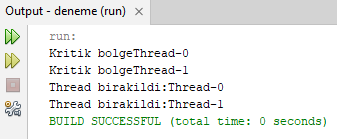 Output - deneme (run)
run:
Kritik bolgeThread-0
Kritik bolgeThread-1
Thread birakildi:Thread-0
Thread birakildi:Thread-1
BUILD SUCCESSFUL (total time: 0 seconds)